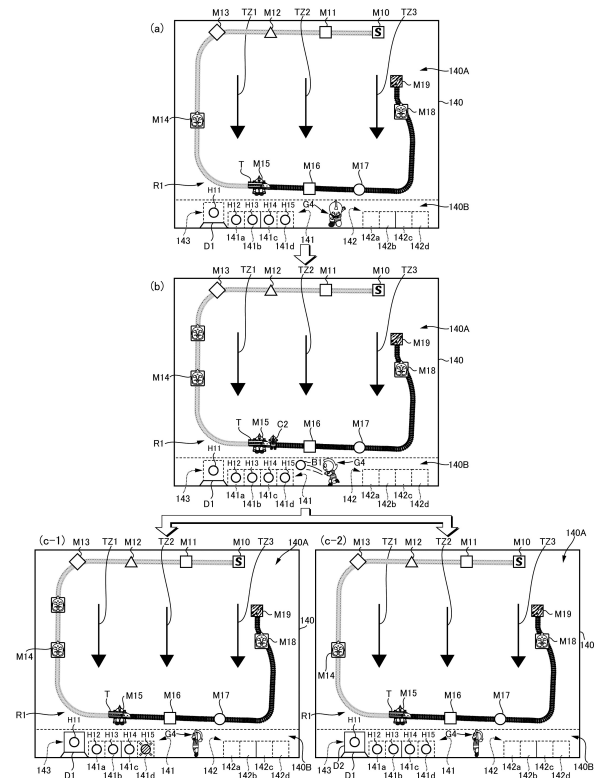 (a)
M13 TZ1 M12 TZ2 M11 M10 TZ3
S
140A
M19
140
M18
M14
T M15 M16 M17
R1
H11 H12 H13 H14 H15 G4 140B
143 D1 141a 141b 141c 141d 141 142 142a 142b 142c 142d
(b)
M13 TZ1 M12 TZ2 M11 M10 TZ3
S
140A
M19
140
M18
M14
T M15 C2 M16 M17
R1
H11 H12 H13 H14 H15 B1 G4 140B
143 D1 141a 141b 141c 141d 141 142 142a 142b 142c 142d
(c-1)
M13 TZ1 M12 TZ2 M11 M10 TZ3
S
140A
M19
140
M18
M14
T M15 M16 M17
R1
H11 H12 H13 H14 H15 G4
143 D1 141a 141b 141c 141d 141 142 142a 142b 142c 142d 140B
(c-2)
M13 TZ1 M12 TZ2 M11 M10 TZ3
S
140A
M19
140
M18
M14
T M15 M16 M17
R1
H11 H12 H13 H14 H15 G4
143 D2 141a 141b 141c 141d 141 142 142a 142b 142c 142d 140B
D1